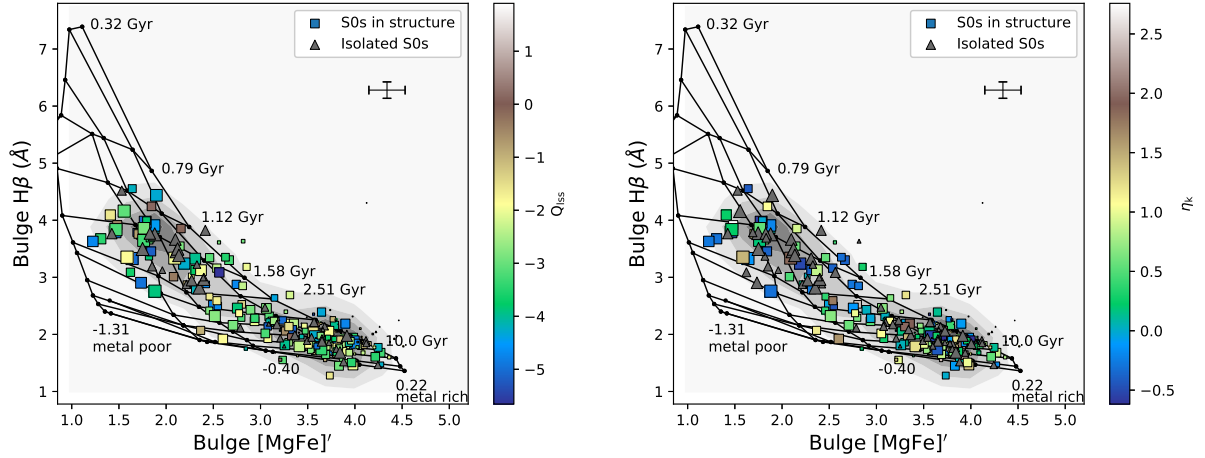 S0s in structure
Isolated S0s
0.32 Gyr
0.79 Gyr
1.12 Gyr
1.58 Gyr
2.51 Gyr
10.0 Gyr
-1.31
metal poor
-0.40
0.22
metal rich
7
6
5
4
3
2
1
Bulge Hβ (Å)
1.0 1.5 2.0 2.5 3.0 3.5 4.0 4.5 5.0
Bulge [MgFe]′
1
0
−1
−2
−3
−4
−5
Qlss
S0s in structure
Isolated S0s
0.32 Gyr
0.79 Gyr
1.12 Gyr
1.58 Gyr
2.51 Gyr
10.0 Gyr
-1.31
metal poor
-0.40
0.22
metal rich
7
6
5
4
3
2
1
Bulge Hβ (Å)
1.0 1.5 2.0 2.5 3.0 3.5 4.0 4.5 5.0
Bulge [MgFe]′
2.5
2.0
1.5
1.0
0.5
0.0
−0.5
ηk